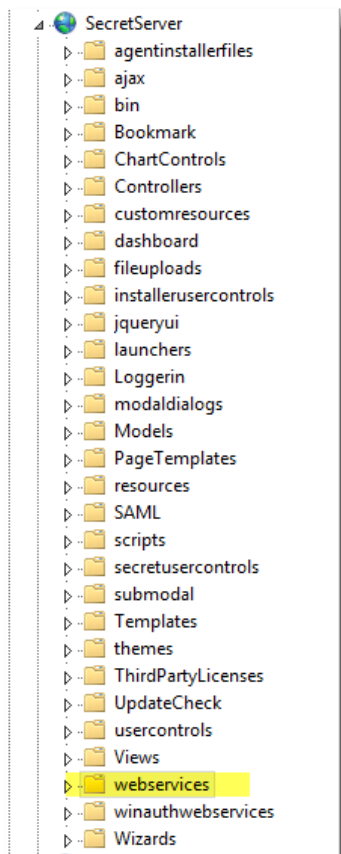 SecretServer
agentinstallerfiles
ajax
bin
Bookmark
ChartControls
Controllers
customresources
dashboard
fileuploads
installerusercontrols
jqueryui
launchers
Loggerin
modaldialogs
Models
PageTemplates
resources
SAML
scripts
secretusercontrols
submodal
Templates
themes
ThirdPartyLicenses
UpdateCheck
usercontrols
Views
webservices
winauthwebservices
Wizards